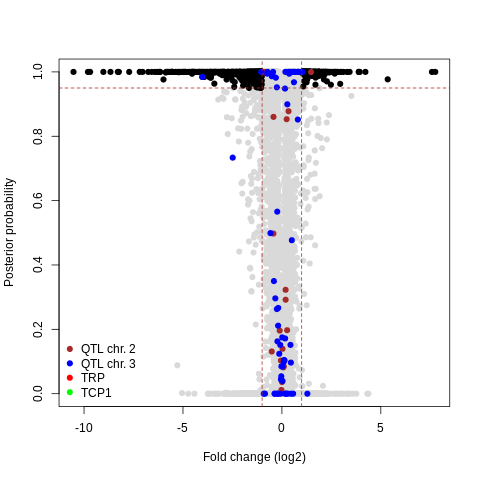 1.0
0.8
0.6
0.4
0.2
0.0
Posterior probability
QTL chr. 2
QTL chr. 3
TRP
TCP1
-10 -5 0 5
Fold change (log2)